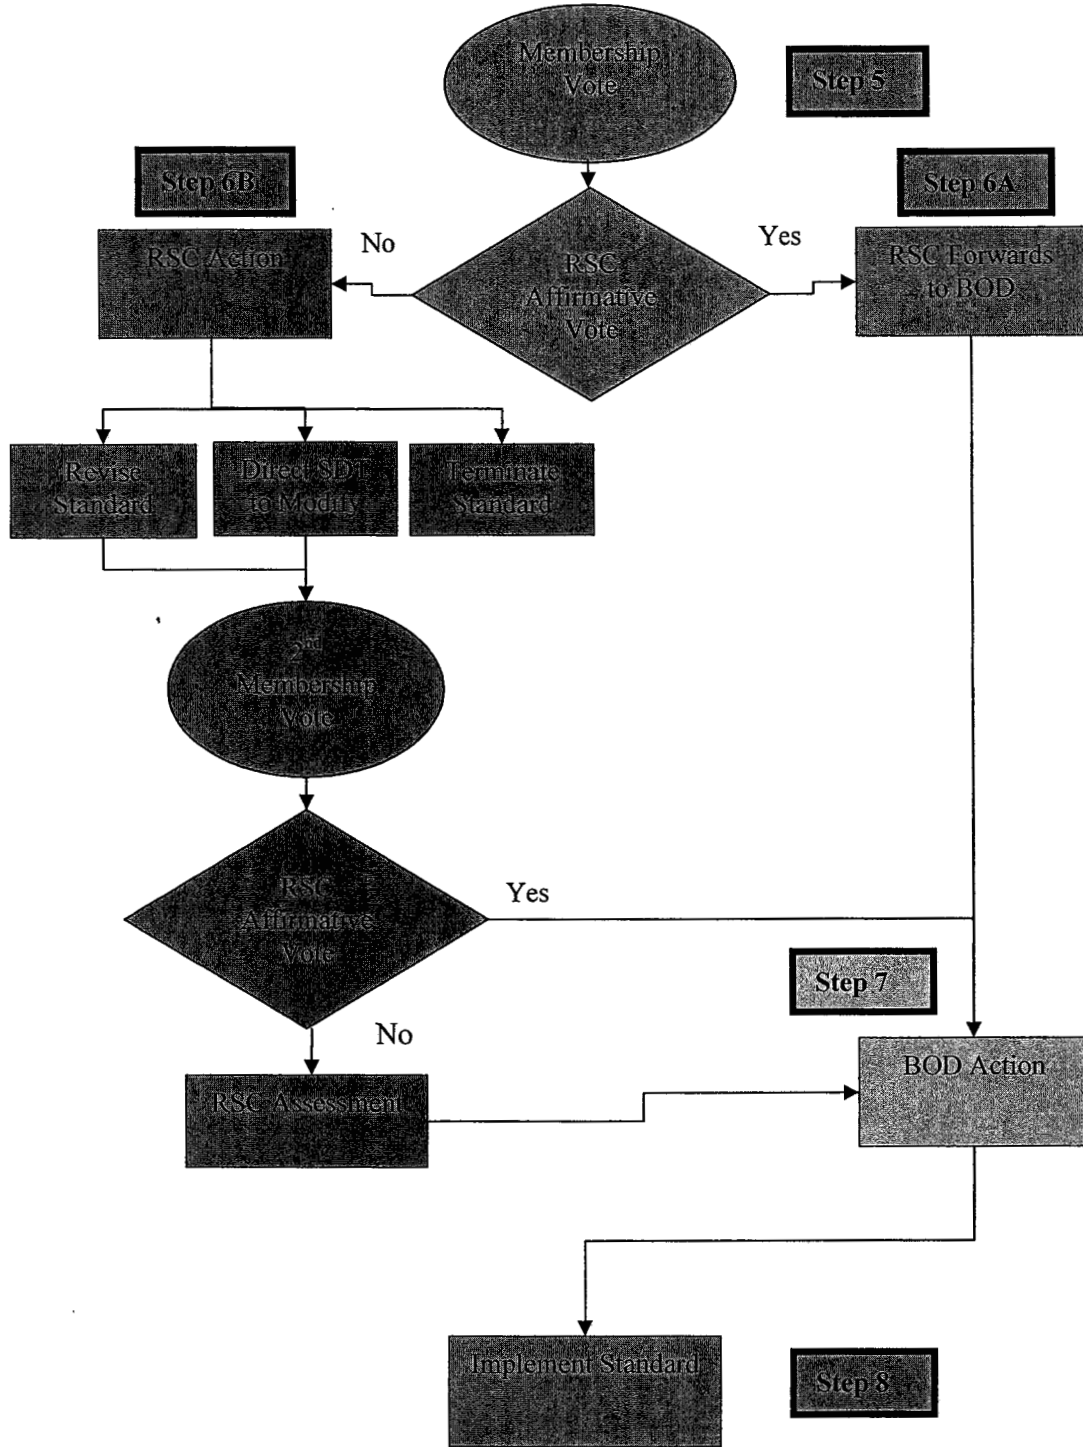 Membership
Vote
Step 5
Step 6B
Step 6A
RSC Action
No
RSC
Affirmative
Vote
Yes
RSC Forwards
to BOD
Revise
Standard
Direct SDT
to Modify
Terminate
Standard
2nd
Membership
Vote
RSC
Affirmative
Vote
Yes
Step 7
No
RSC Assessment
BOD Action
Implement Standard
Step 8